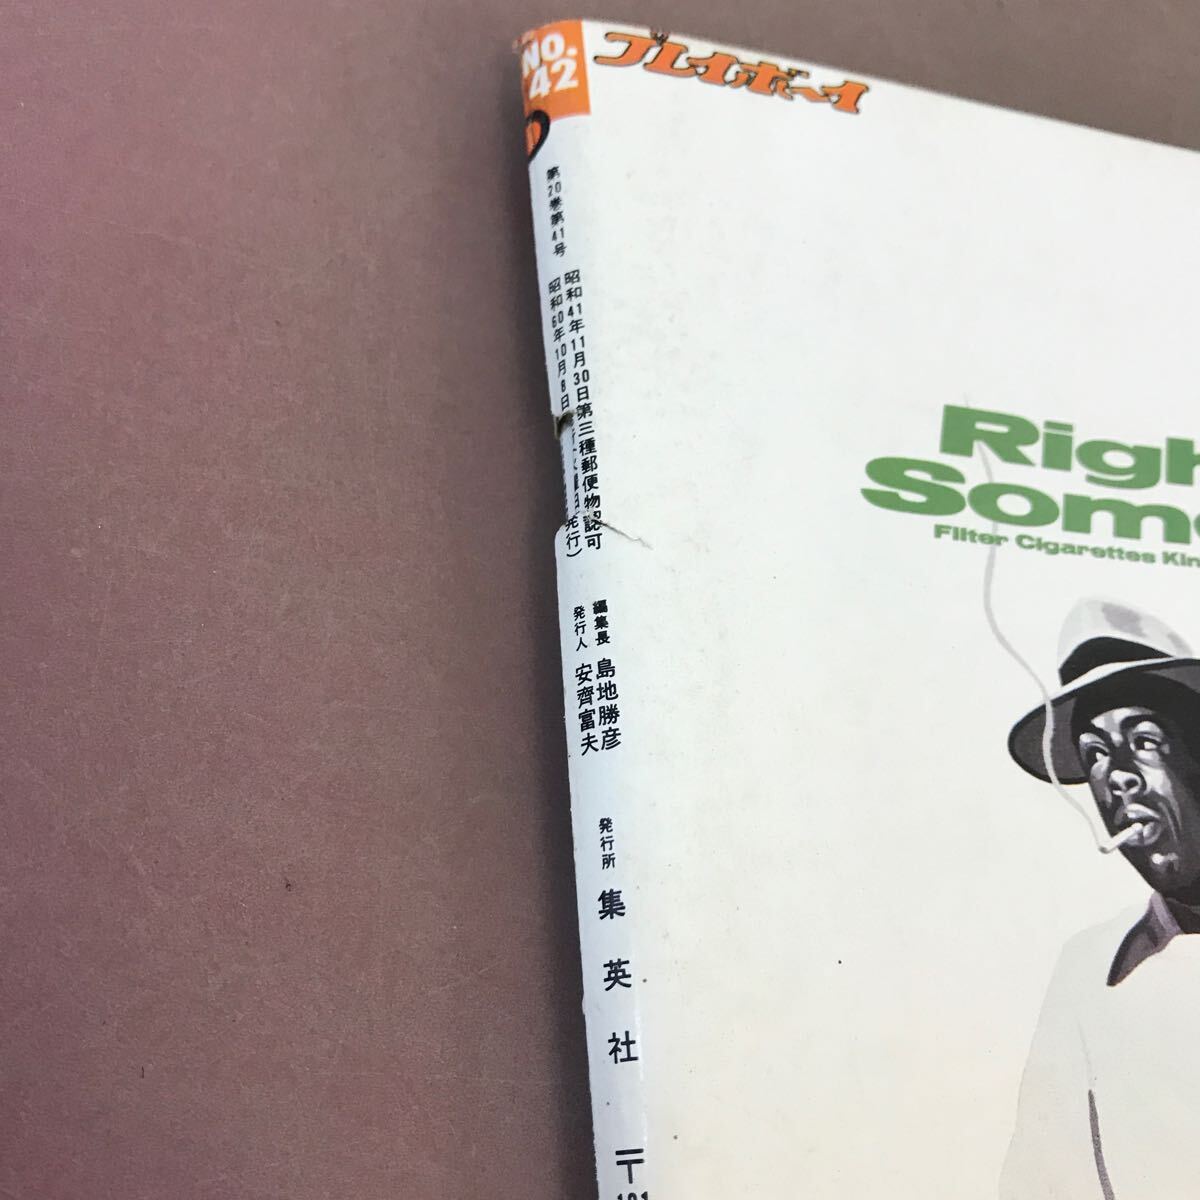 NO.
42
プレイボーイ
第20巻第41号
昭和41年11月30日第三種郵便物認可
昭和60年10月8日
発行)
編集長 島地勝彦
発行人 安齊富夫
発行所 集英社
〒
Filter Cigarettes